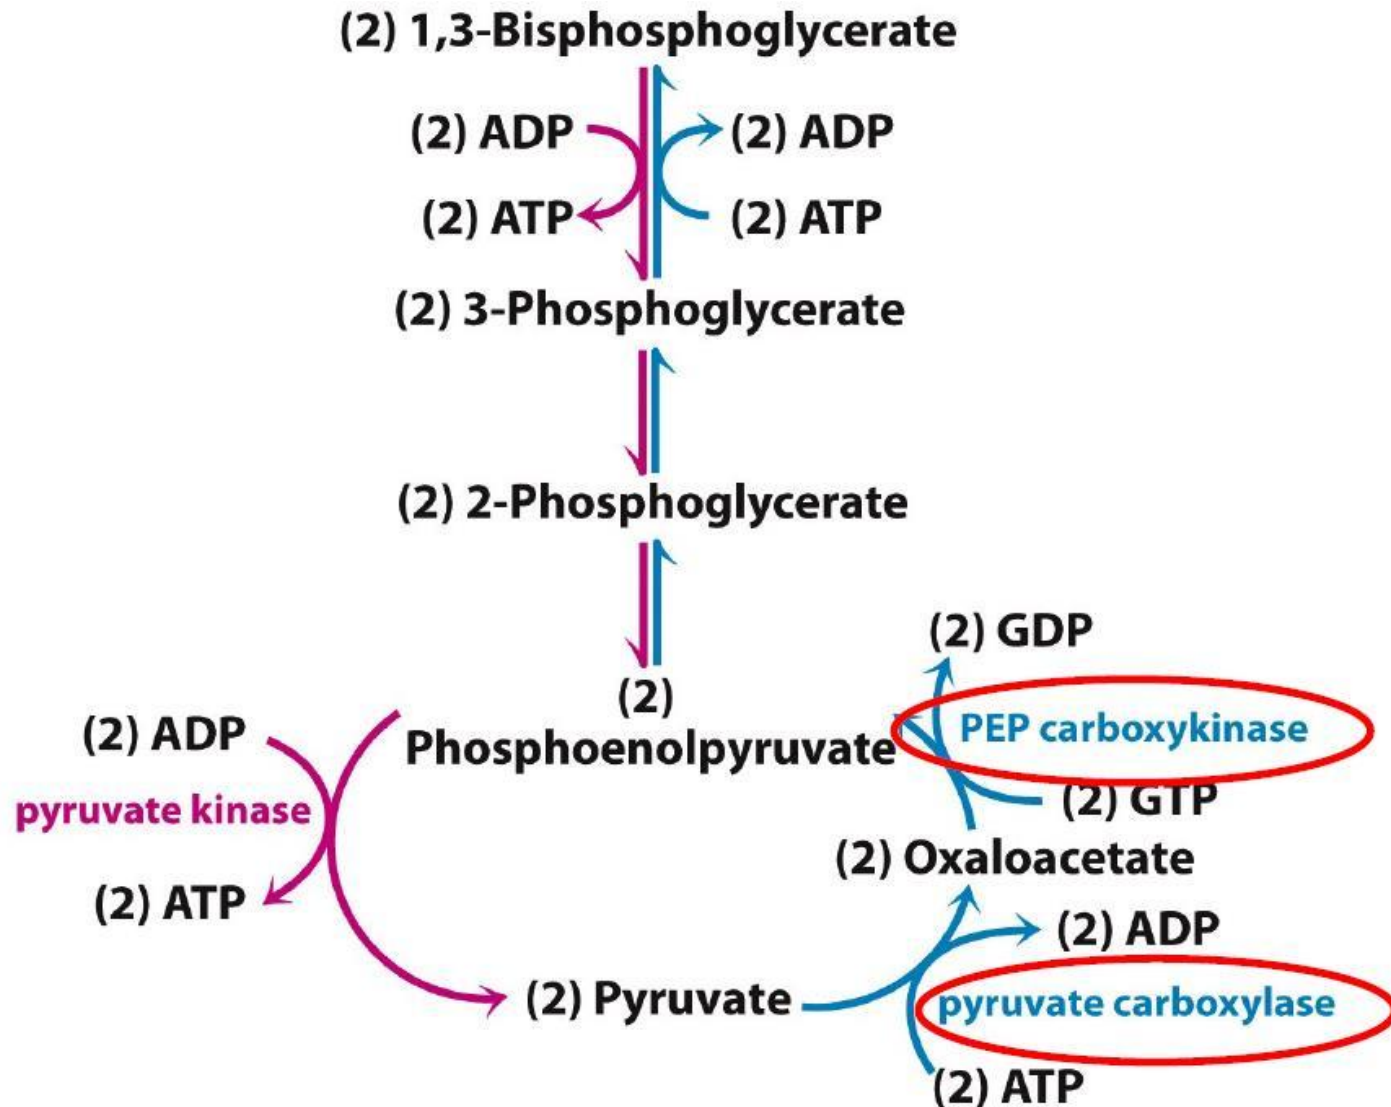 (2) 1,3-Bisphosphoglycerate
(2) ADP
(2) ADP
(2) ATP
(2) ATP
(2) 3-Phosphoglycerate
(2) 2-Phosphoglycerate
(2) GDP
(2)
Phosphoenolpyruvate
PEP carboxykinase
(2) ADP
pyruvate kinase
(2) GTP
(2) Oxaloacetate
(2) ATP
(2) ADP
(2) Pyruvate
pyruvate carboxylase
(2) ATP